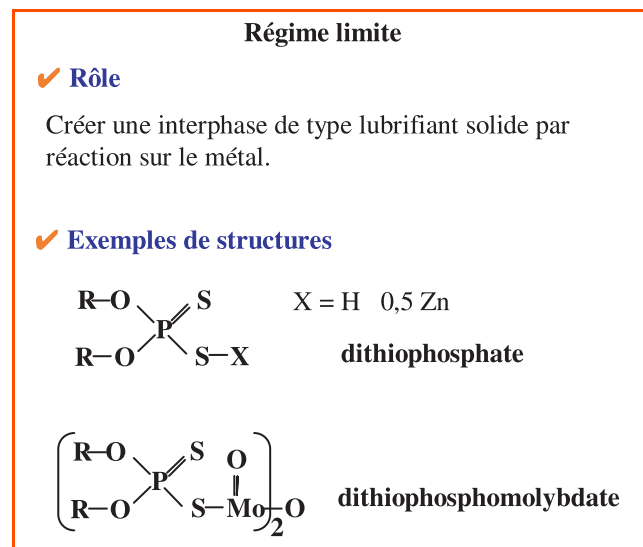 Régime limite
✔ Rôle
Créer une interphase de type lubrifiant solide par
réaction sur le métal.
✔ Exemples de structures
R–O S X = H 0,5 Zn
P
R–O S–X dithiophosphate
R–O S O
P
R–O S–Mo–O dithiophosphomolybdate
2